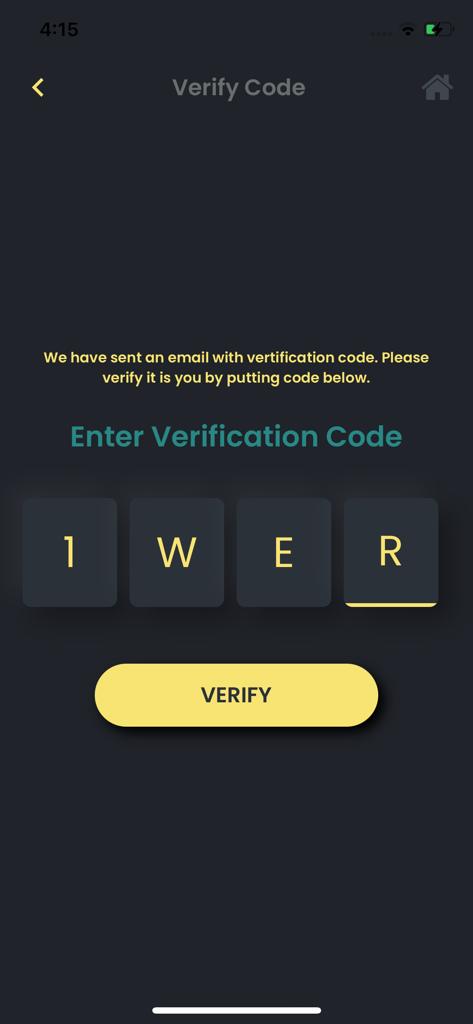 4:15
Verify Code
We have sent an email with vertification code. Please
verify it is you by putting code below.
Enter Verification Code
1 W E R
VERIFY